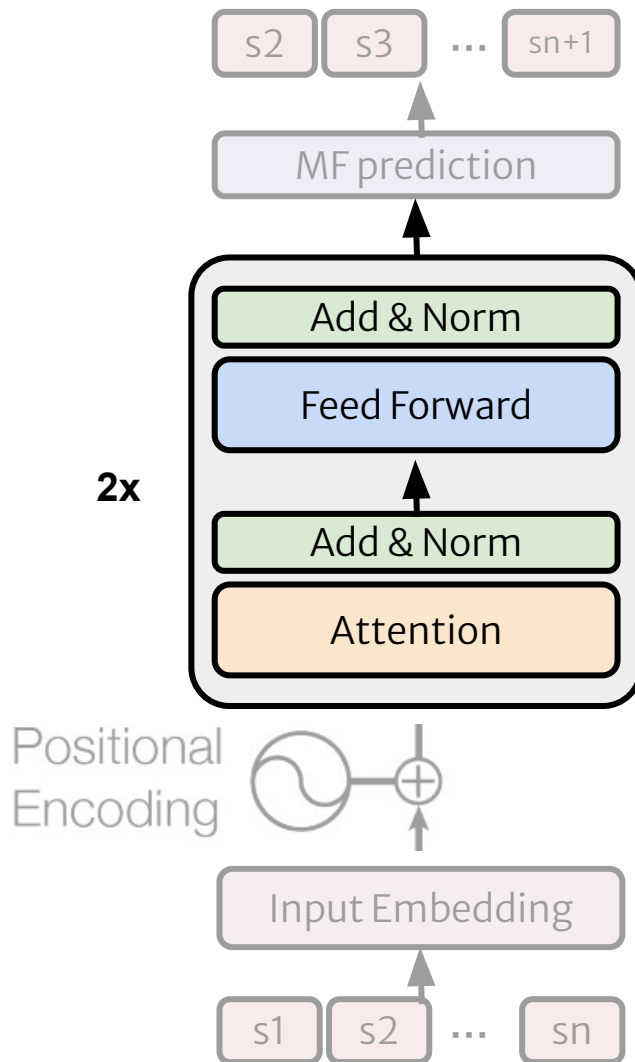 s2 s3 ... sn+1
MF prediction
Add & Norm
Feed Forward
2x
Add & Norm
Attention
Positional
Encoding
Input Embedding
s1 s2 ... sn